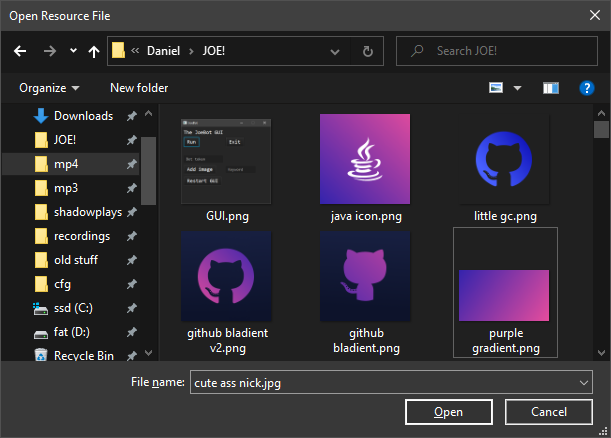 Open Resource File
Daniel
JOE!
Search JOE!
Organize
New folder
Downloads
JOE!
mp4
mp3
shadowplays
recordings
old stuff
cfg
ssd (C:)
fat (D:)
Recycle Bin
The JoeBot GUI
Run Exit
Bot token
Add image Keyword
Restart GUI
GUI.png
java icon.png
little gc.png
github bladient
v2.png
github
bladient.png
purple
gradient.png
File name:
cute ass nick.jpg
Open
Cancel